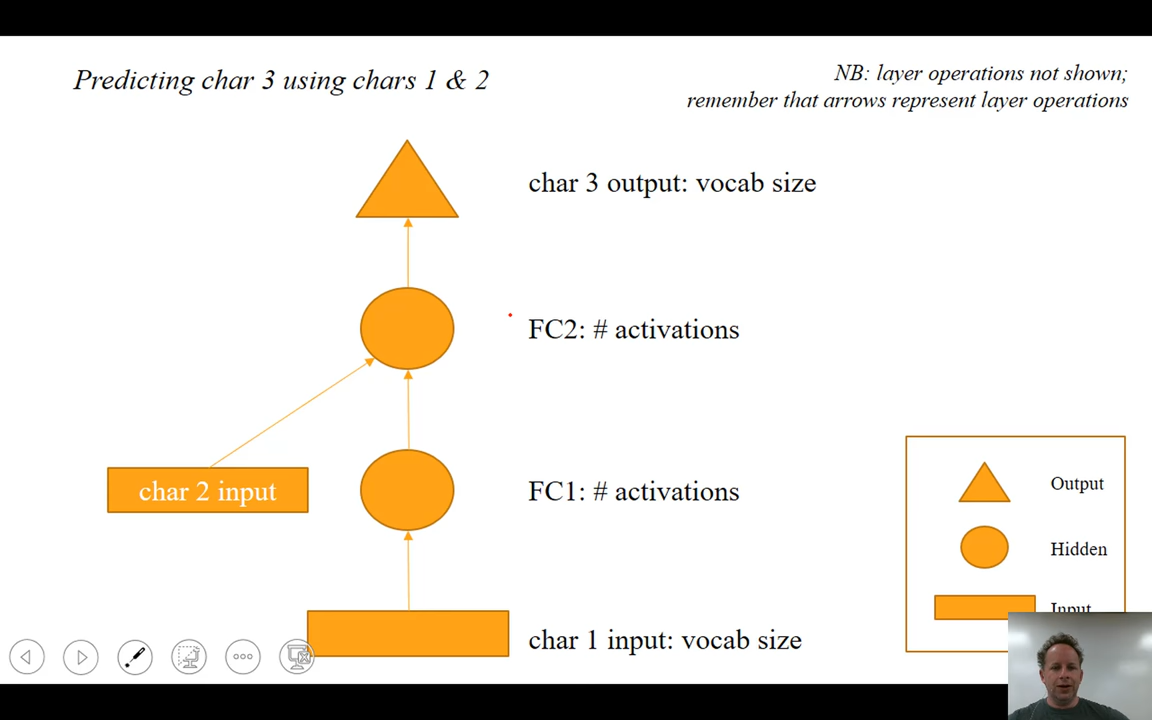 Predicting char 3 using chars 1 & 2
NB: layer operations not shown;
remember that arrows represent layer operations
char 3 output: vocab size
FC2: # activations
char 2 input
FC1: # activations
char 1 input: vocab size
Output
Hidden
Input